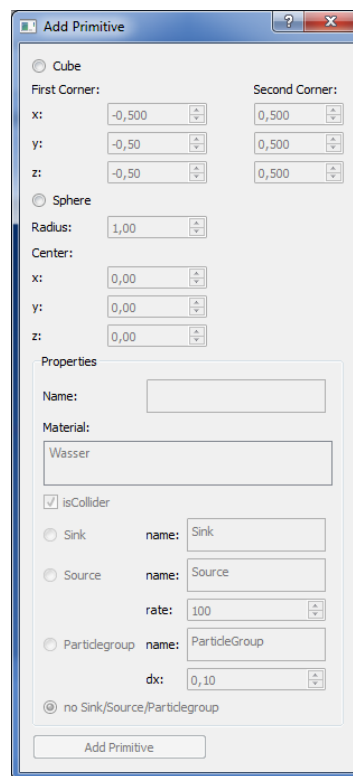 Add Primitive
Cube
First Corner: Second Corner:
x: -0,500 0,500
y: -0,50 0,500
z: -0,50 0,500
Sphere
Radius: 1,00
Center:
x: 0,00
y: 0,00
z: 0,00
Properties
Name:
Material:
Wasser
isCollider
Sink name: Sink
Source name: Source
rate: 100
Particlegroup name: ParticleGroup
dx: 0,10
no Sink/Source/Particlegroup
Add Primitive